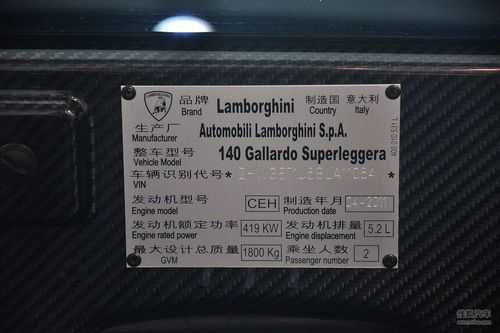 品牌 Lamborghini 制造国 意大利
Brand Country Italy
生产厂 Automobili Lamborghini S.p.A.
Manufacturer
整车型号 140 Gallardo Superleggera
Vehicle Model
车辆识别代号
VIN
发动机型号 CEH 制造年月 04-2011
Engine model Production date
发动机额定功率 419 KW 发动机排量 5.2 L
Engine rated power Engine displacement
最大设计总质量 1800 Kg 乘坐人数 2
GVM Passenger number